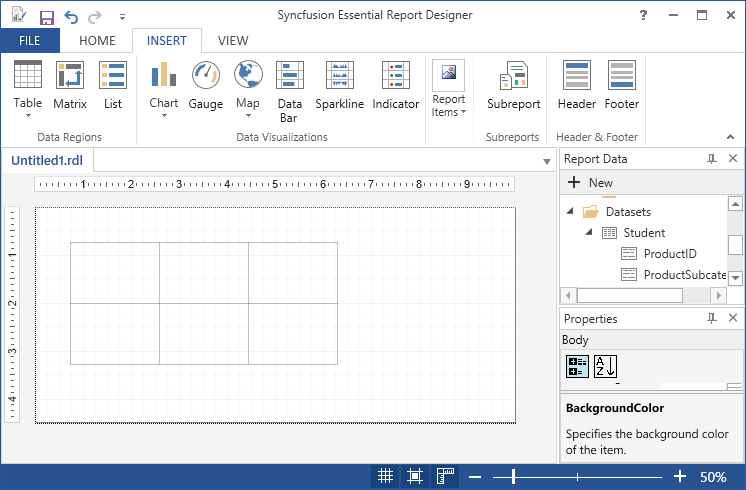 Syncfusion Essential Report Designer
FILE HOME INSERT VIEW
Table Matrix List Chart Gauge Map Data Bar Sparkline Indicator Report Items Subreport Header Footer
Data Regions Data Visualizations Subreports Header & Footer
Untitled1.rdl
1 2 3 4 5 6 7 8 9
1
2
3
4
Report Data
New
Datasets
Student
ProductID
ProductSubcate
Properties
Body
A
Z
BackgroundColor
Specifies the background color
of the item.
50%